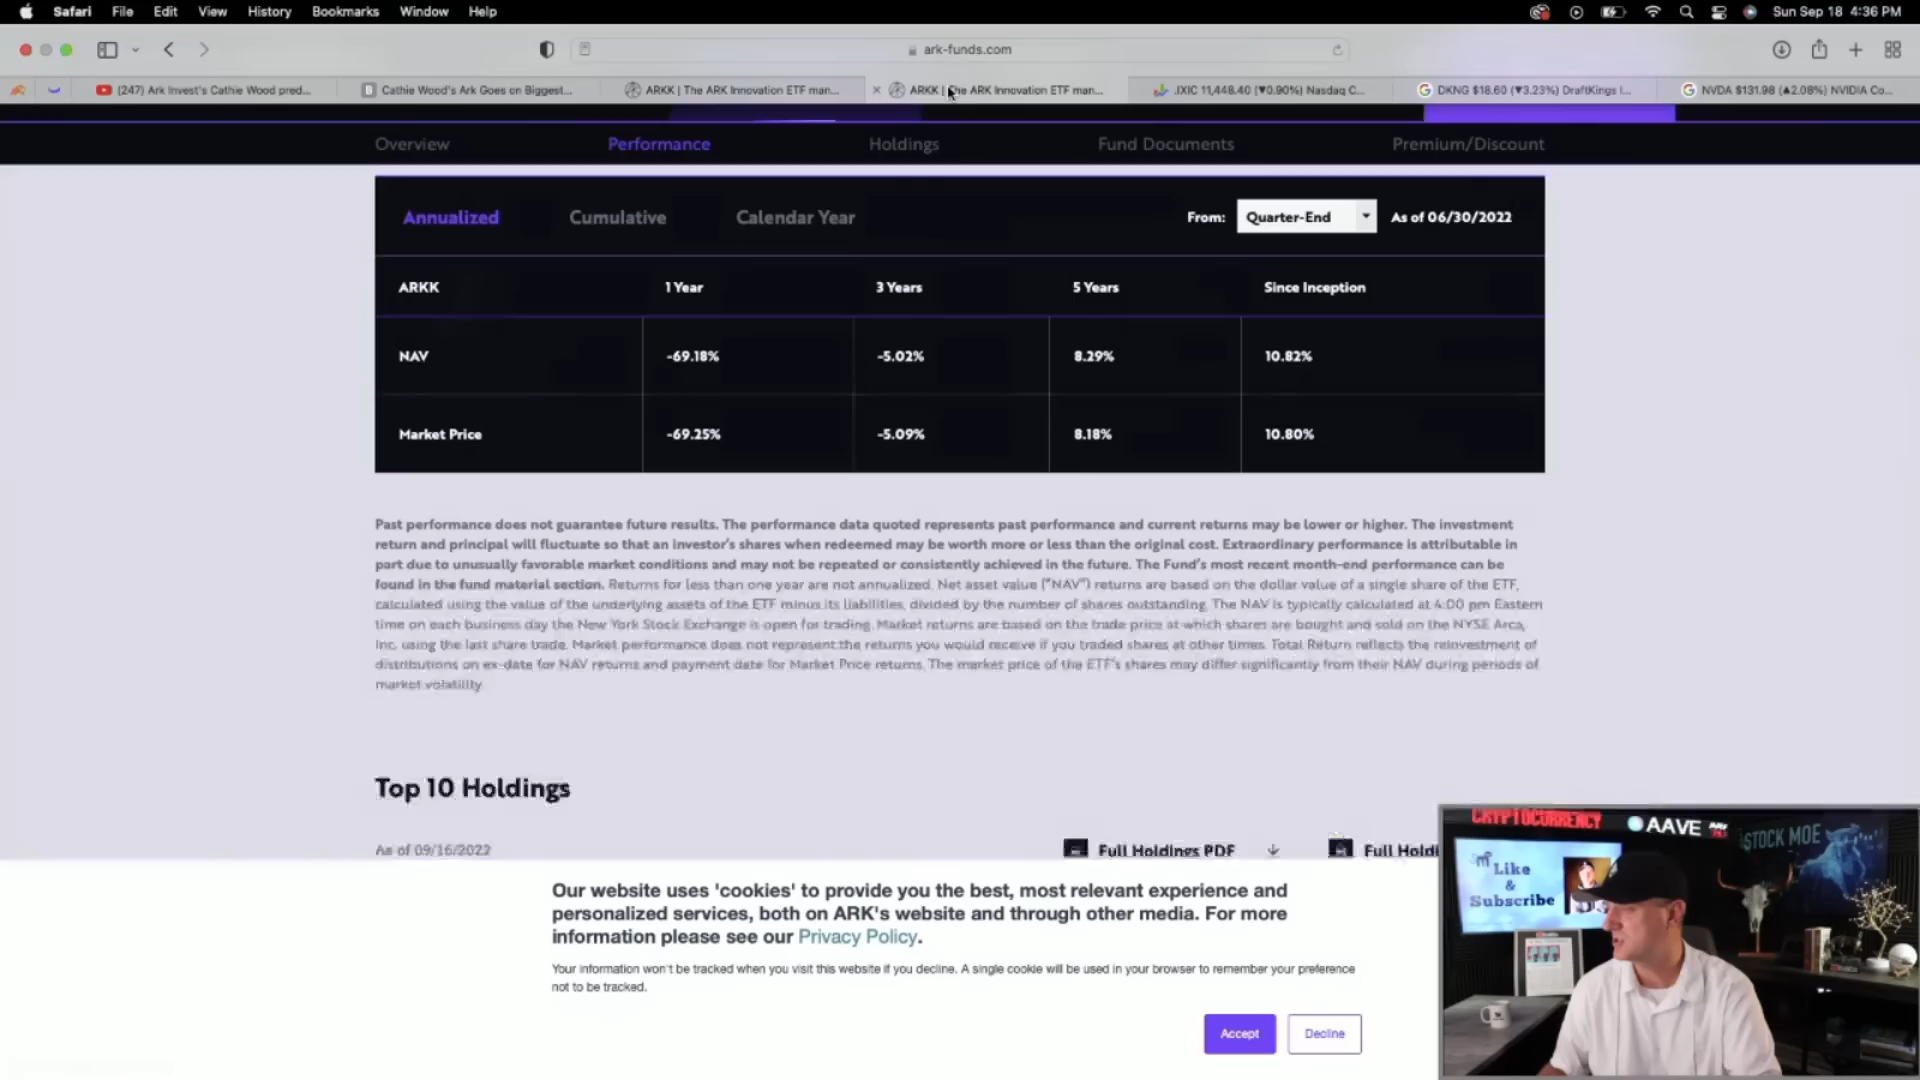 Safari File Edit View History Bookmarks Window Help
Sun Sep 18 4:36 PM
ark-funds.com
(247) Ark Invest's Cathie Wood pred...
Cathie Wood's Ark Goes on Biggest...
ARKK | The ARK Innovation ETF man...
ARKK | The ARK Innovation ETF man...
.IXIC 11,448.40 (▼0.90%) Nasdaq C...
DKNG $18.60 (▼3.23%) DraftKings I...
NVDA $131.98 (▲2.08%) NVIDIA Co...
Overview Performance Holdings Fund Documents Premium/Discount
Annualized Cumulative Calendar Year From: Quarter-End As of 06/30/2022
ARKK 1 Year 3 Years 5 Years Since Inception
NAV -69.18% -5.02% 8.29% 10.82%
Market Price -69.25% -5.09% 8.18% 10.80%
Past performance does not guarantee future results. The performance data quoted represents past performance and current returns may be lower or higher. The investment
return and principal will fluctuate so that an investor's shares when redeemed may be worth more or less than the original cost. Extraordinary performance is attributable in
part due to unusually favorable market conditions and may not be repeated or consistently achieved in the future. The Fund's most recent month-end performance can be
found in the fund material section. Returns for less than one year are not annualized. Net asset value ("NAV") returns are based on the dollar value of a single share of the ETF,
calculated using the value of the underlying assets of the ETF minus its liabilities, divided by the number of shares outstanding. The NAV is typically calculated at 4:00 pm Eastern
time on each business day the New York Stock Exchange is open for trading. Market returns are based on the trade price at which shares are bought and sold on the NYSE Arca,
Inc. using the last share trade. Market performance does not represent the returns you would receive if you traded shares at other times. Total Return reflects the reinvestment of
distributions on ex-date for NAV returns and payment date for Market Price returns. The market price of the ETF's shares may differ significantly from their NAV during periods of
market volatility.
Top 10 Holdings
As of 09/16/2022 Full Holdings PDF Full Holdi
Our website uses 'cookies' to provide you the best, most relevant experience and
personalized services, both on ARK's website and through other media. For more
information please see our Privacy Policy.
Your information won't be tracked when you visit this website if you decline. A single cookie will be used in your browser to remember your preference
not to be tracked.
Accept Decline
CRYPTOCURRENCY
AAVE
STOCK MOE
Like
&
Subscribe